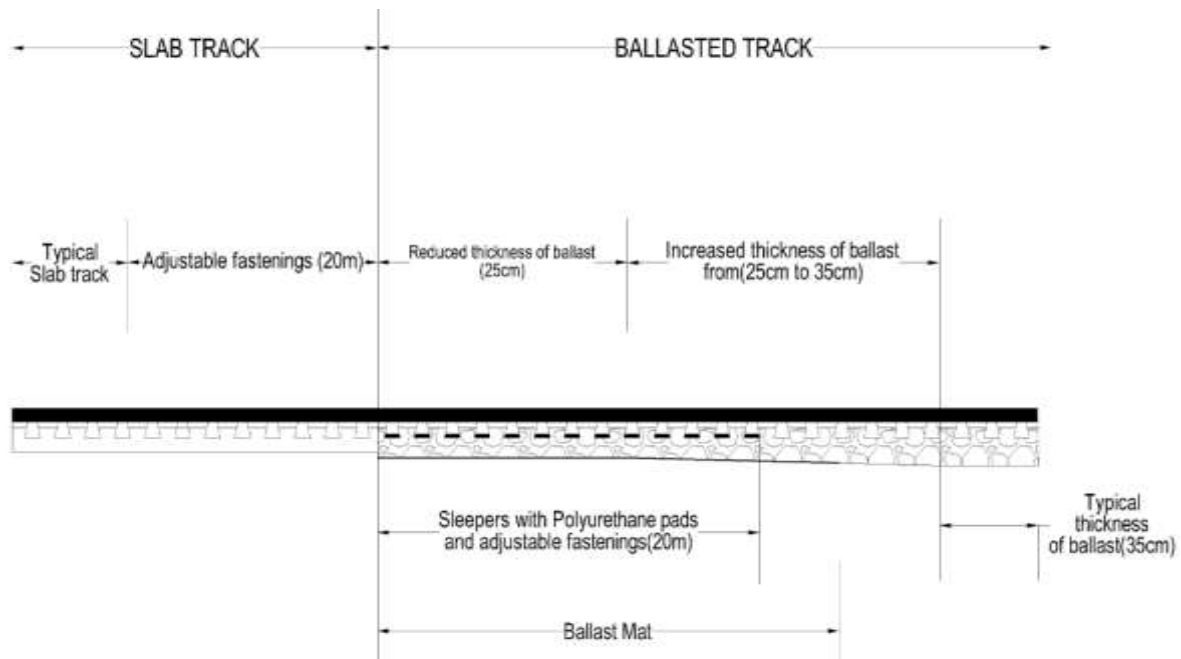 SLAB TRACK
BALLASTED TRACK
Typical
Slab track
Adjustable fastenings (20m)
Reduced thickness of ballast
(25cm)
Increased thickness of ballast
from(25cm to 35cm)
Sleepers with Polyurethane pads
and adjustable fastenings(20m)
Typical
thickness
of ballast(35cm)
Ballast Mat